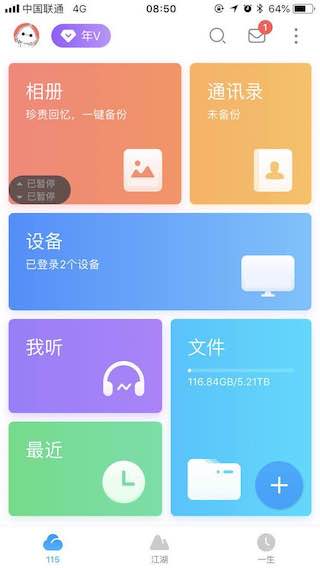 中国联通 4G 08:50 64%
年V
1
相册
珍贵回忆,一键备份
已暂停
已暂停
通讯录
未备份
设备
已登录2个设备
我听
文件
116.84GB/5.21TB
最近
115
江湖
一生